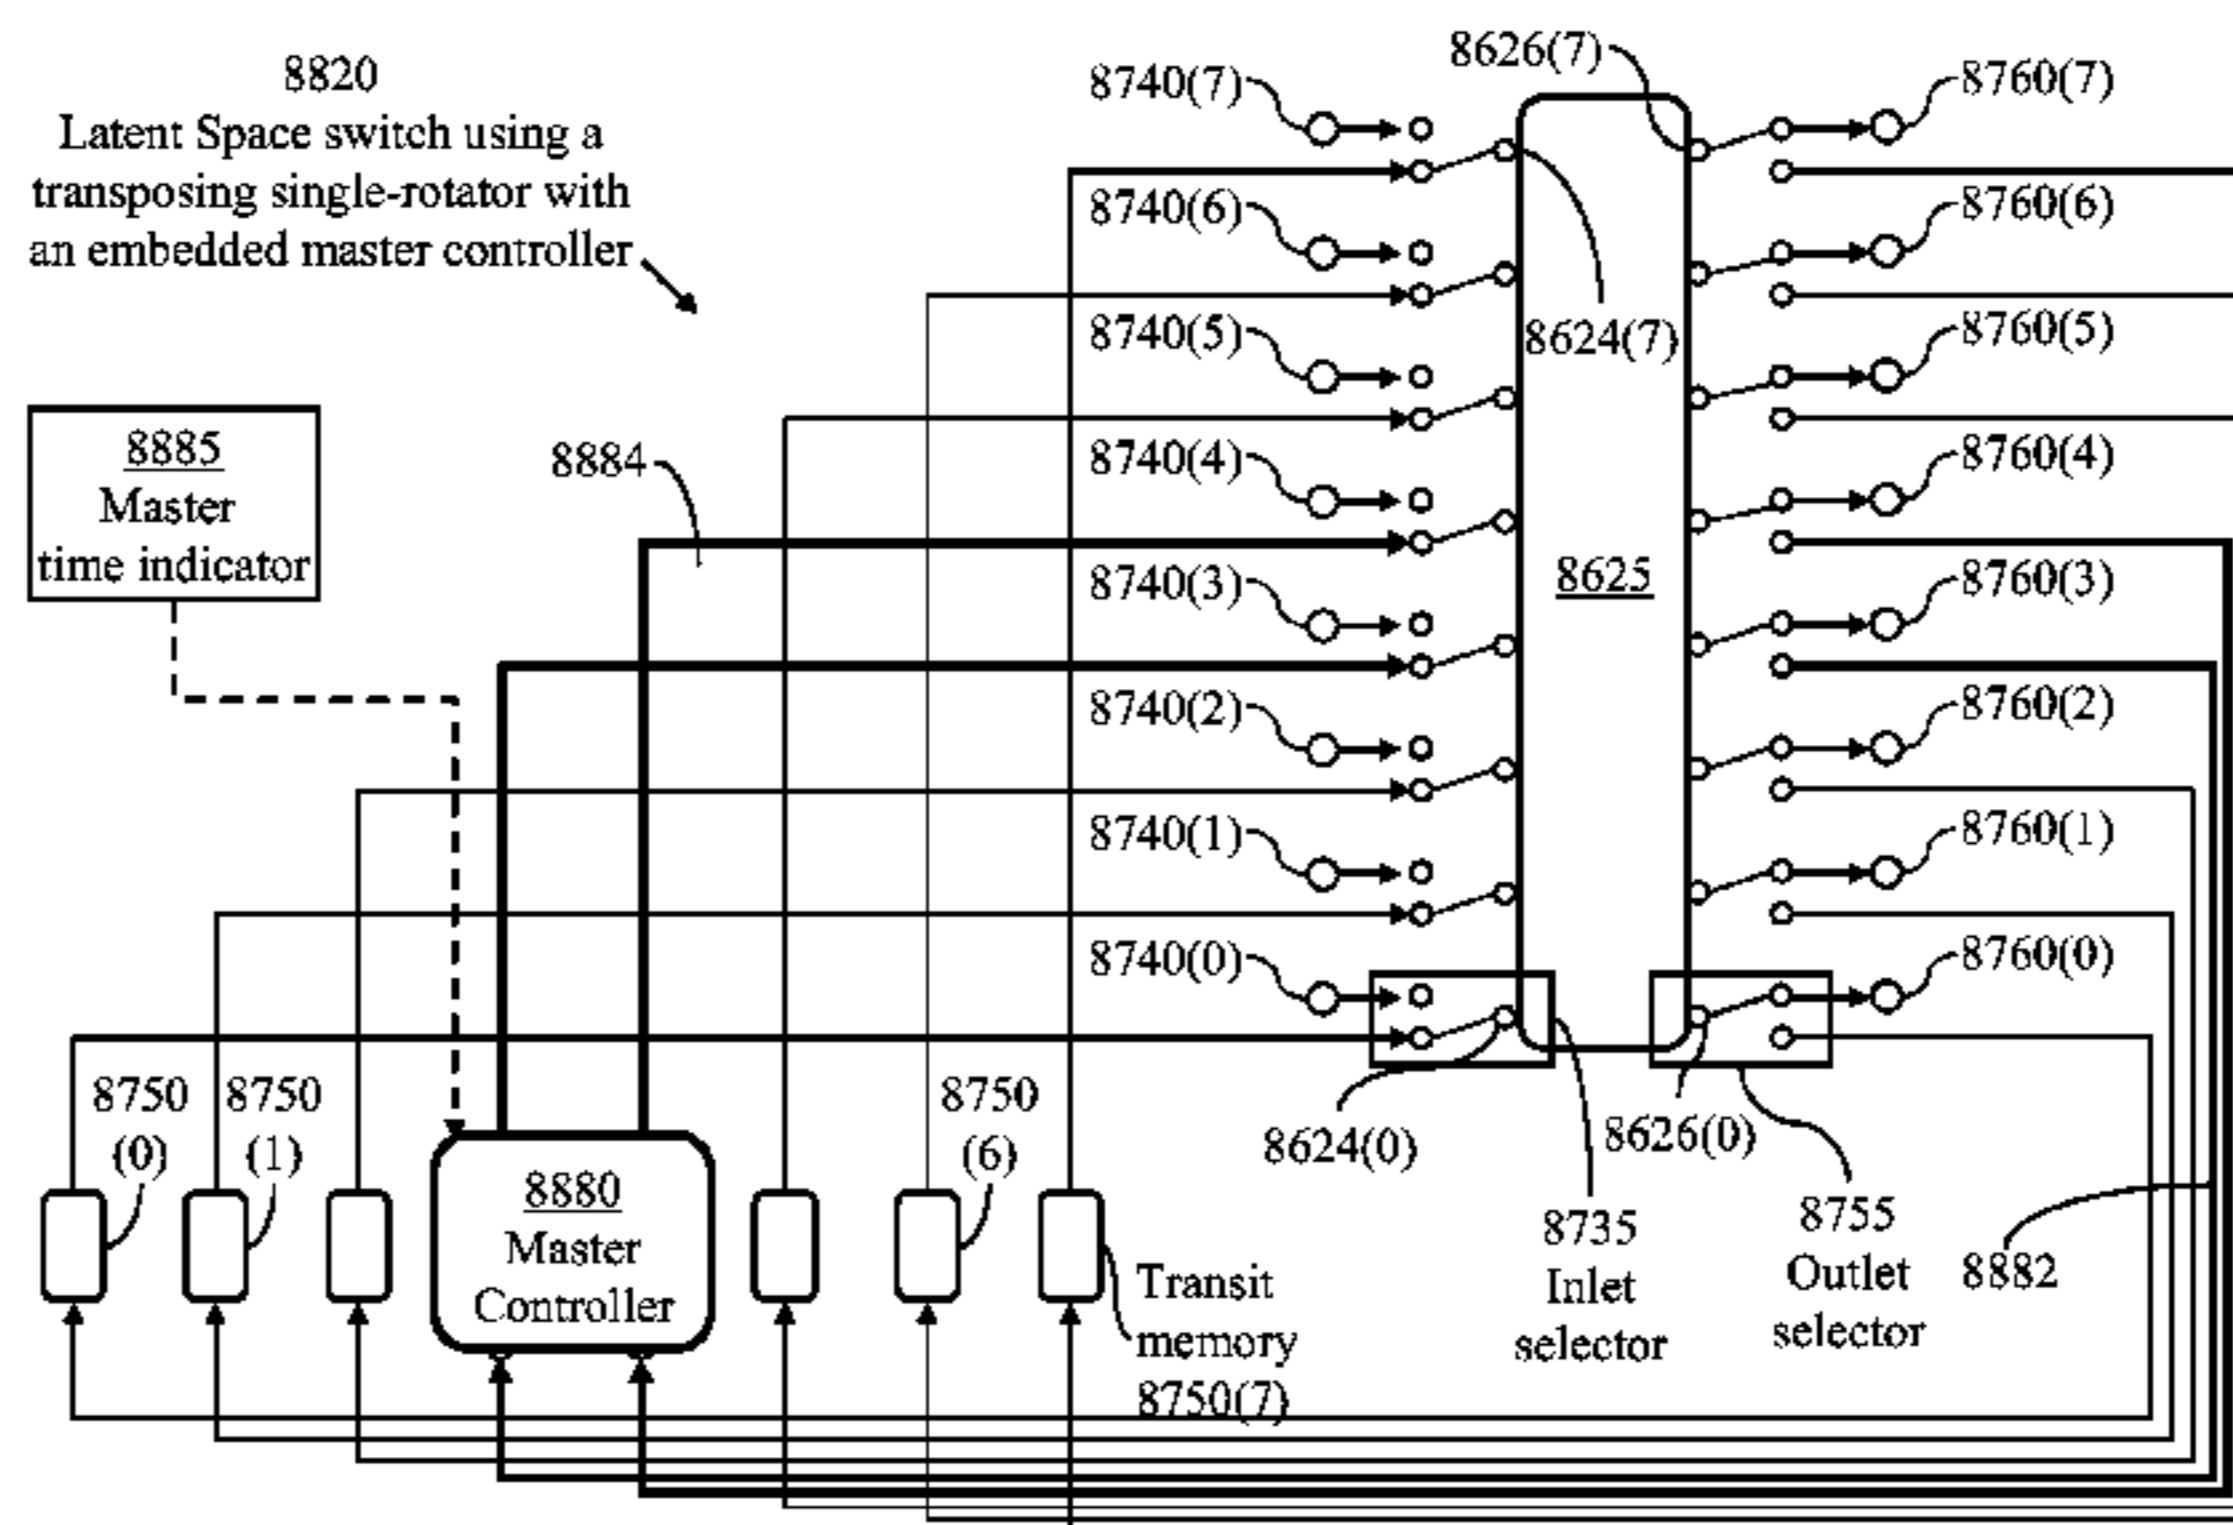 8820
Latent Space switch using a
transposing single-rotator with
an embedded master controller
8885
Master
time indicator
8884
8740(7)
8740(6)
8740(5)
8740(4)
8740(3)
8740(2)
8740(1)
8740(0)
8626(7)
8624(7)
8625
8760(7)
8760(6)
8760(5)
8760(4)
8760(3)
8760(2)
8760(1)
8760(0)
8750
(0)
8750
(1)
8880
Master
Controller
8750
(6)
Transit
memory
8750(7)
8624(0)
8626(0)
8735
Inlet
selector
8755
Outlet
selector
8882